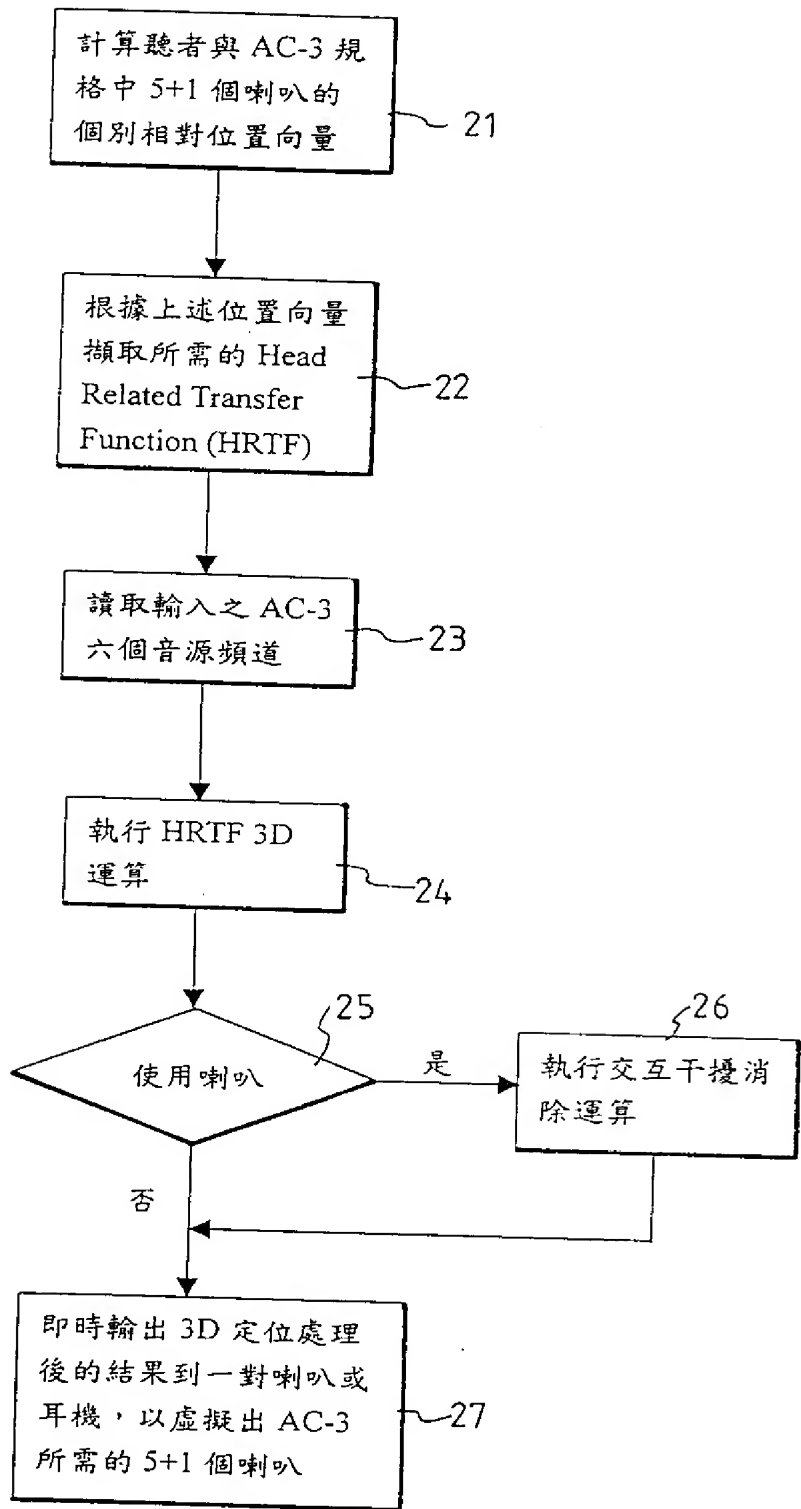 計算聽者與 AC-3 規
格中 5+1 個喇叭的
個別相對位置向量
21
根據上述位置向量
擷取所需的 Head
Related Transfer
Function (HRTF)
22
讀取輸入之 AC-3
六個音源頻道
23
執行 HRTF 3D
運算
24
25
使用喇叭
是
26
執行交互干擾消
除運算
否
即時輸出 3D 定位處理
後的結果到一對喇叭或
耳機,以虛擬出 AC-3
所需的 5+1 個喇叭
27